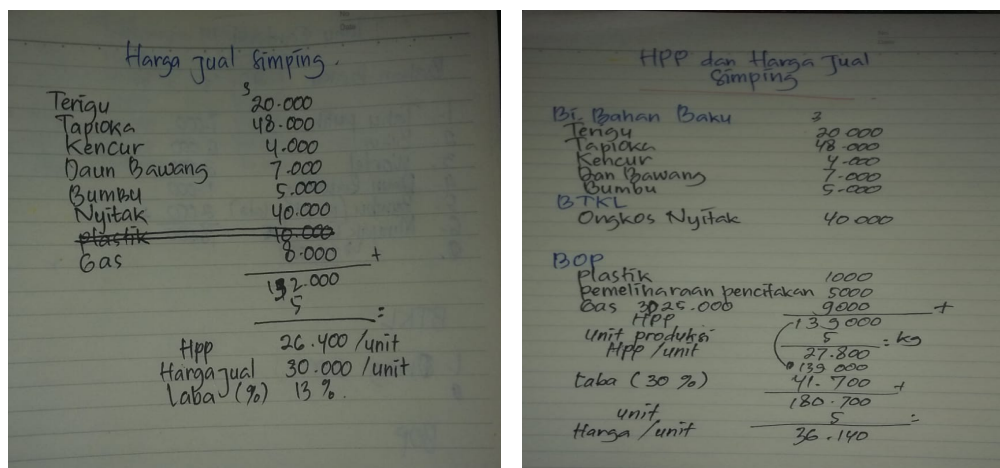 Harga Jual Simping.
Terigu 20.000
Tapioka 48.000
Kencur 4.000
Daun Bawang 7.000
Bumbu 5.000
Nyitak 40.000
plastik 10.000
Gas 8.000 +
132.000
5 =
Hpp 26.400 /unit
Harga jual 30.000 /unit
Laba (%) 13 %.
HPP dan Harga Jual
Simping
Bi. Bahan Baku
Terigu 20 000
Tapioka 48.000
Kencur 4.000
Dan Bawang 7.000
Bumbu 5.000
BTKL
Ongkos Nyitak 40 000
BOP
plastik 1000
pemeliharaan pencitakan 5000
Gas 25.000 9000 +
HPP 139000
unit produksi 5 = kg
HPP /unit 27.800
139 000
Laba (30 %) 41.700 +
180.700
unit 5 =
Harga /unit 36.140